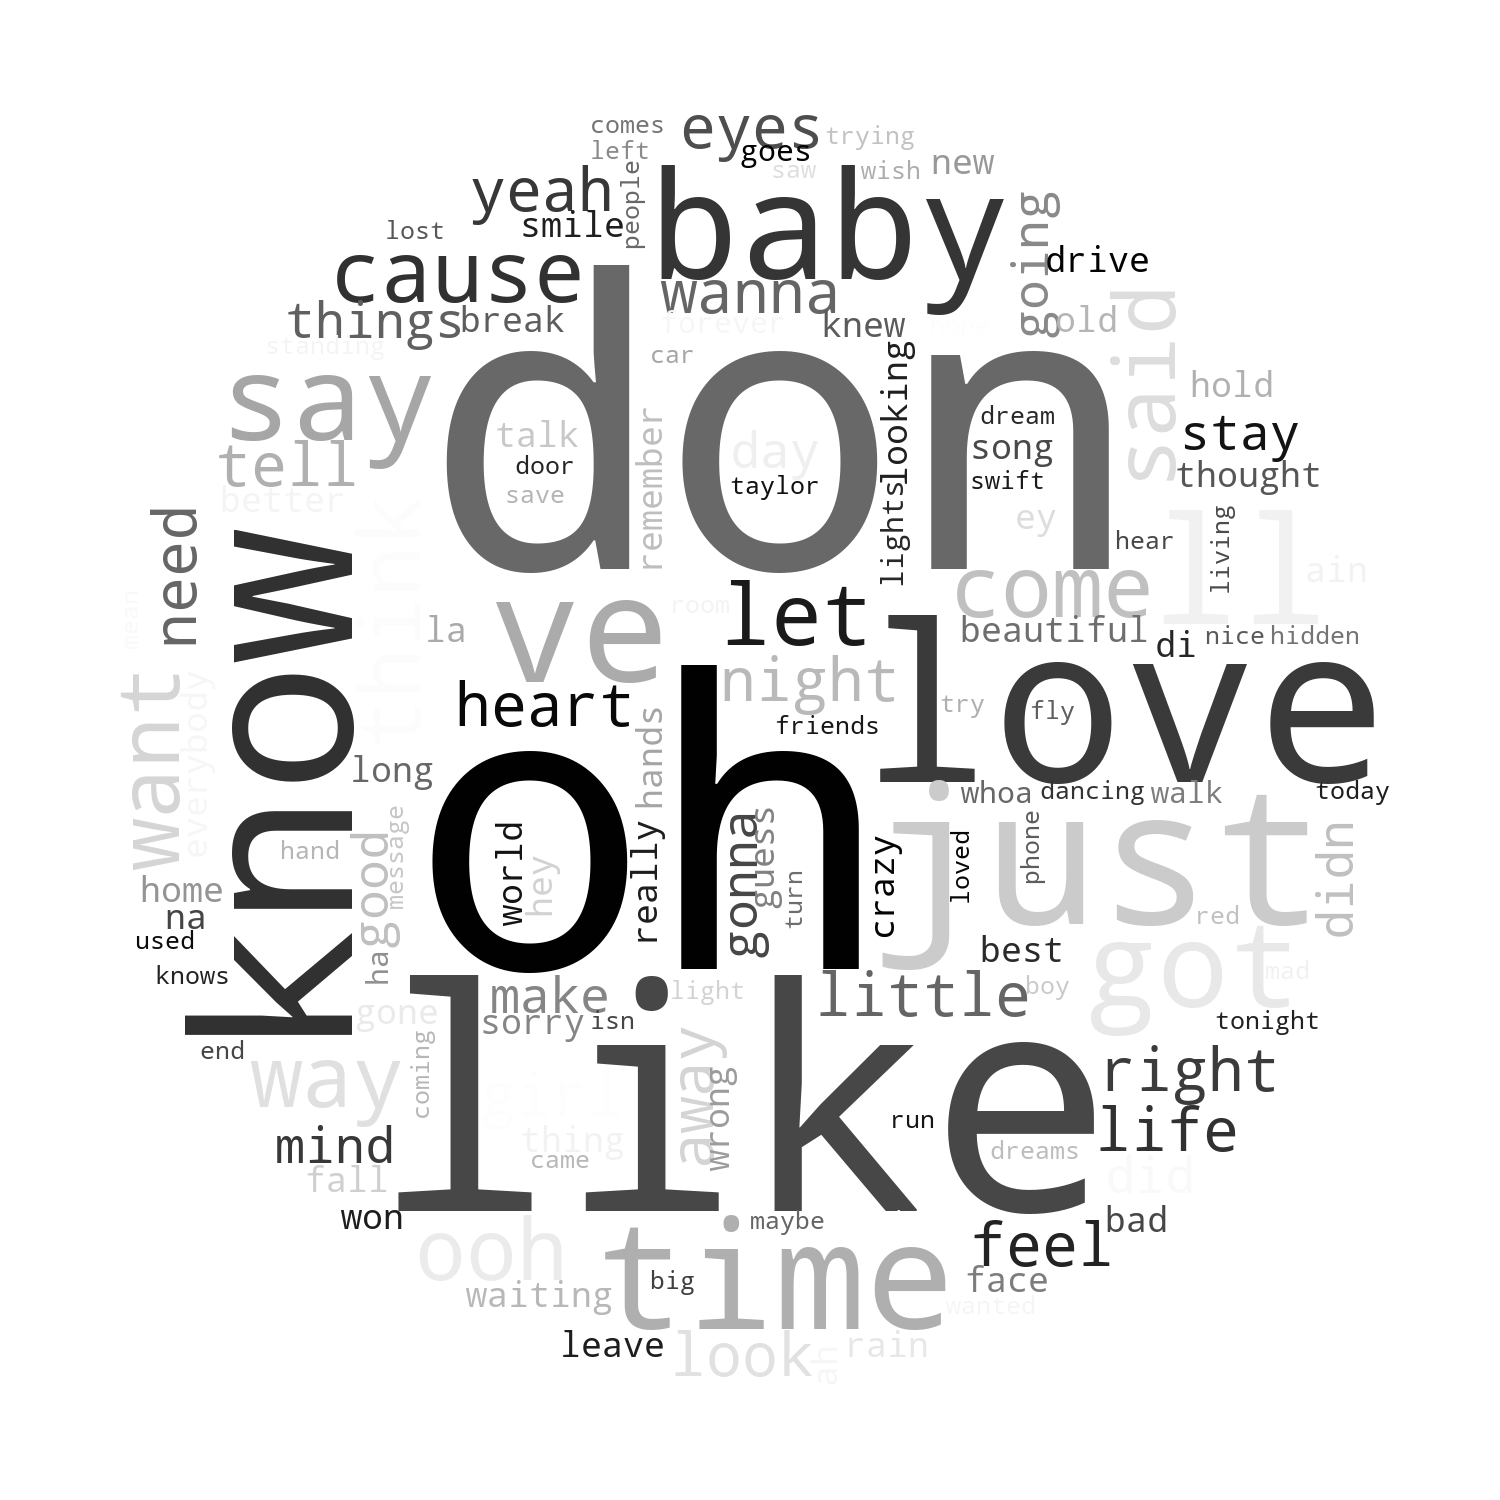 comes
eyes
trying
left
goes
saw
wish
new
people
yeah
baby
smile
lost
going
drive
cause
wanna
things
break
forever
knew
old
said
standing
car
looking
hold
say
don
dream
stay
talk
day
song
tell
door
taylor
swift
thought
remember
save
better
ey
lights
think
need
know
hear
living
ll
ain
ve
let
come
mean
room
la
beautiful
di
nice
hidden
want
everybody
heart
night
love
try
fly
friends
hands
long
oh
whoa
dancing
walk
today
just
message
hand
good
world
hey
really
gonna
guess
turn
crazy
loved
phone
didn
home
na
red
used
best
got
knows
ha
mad
like
make
light
little
boy
gone
sorry
isn
tonight
end
coming
way
away
wrong
right
girl
run
life
mind
thing
came
dreams
did
fall
won
maybe
bad
ooh
time
feel
waiting
big
face
wanted
leave
look
ah
rain